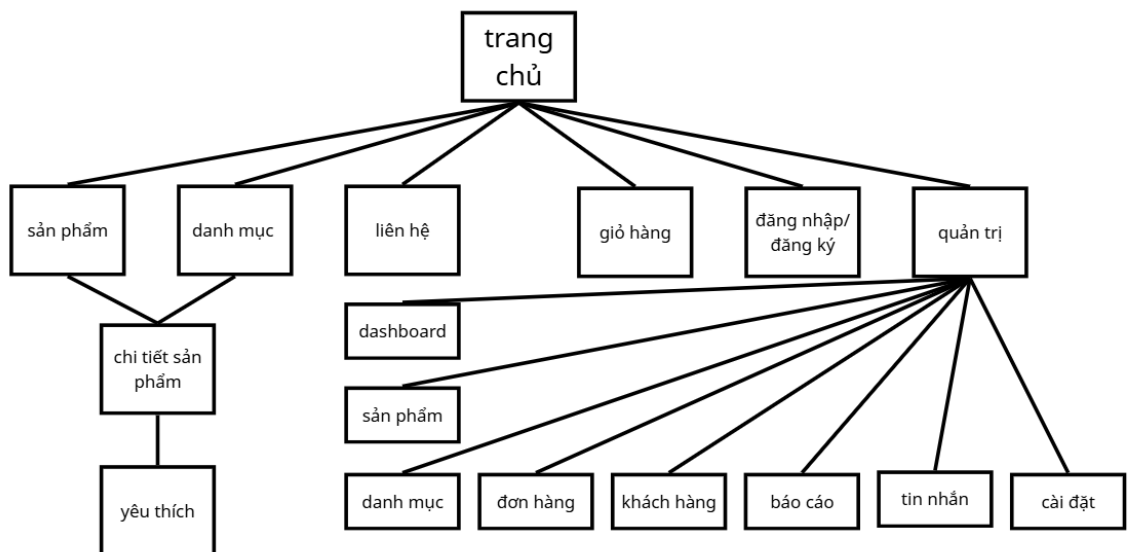 trang
chủ
sản phẩm
danh mục
liên hệ
giỏ hàng
đăng nhập/
đăng ký
quản trị
dashboard
chi tiết sản
phẩm
sản phẩm
yêu thích
danh mục
đơn hàng
khách hàng
báo cáo
tin nhắn
cài đặt